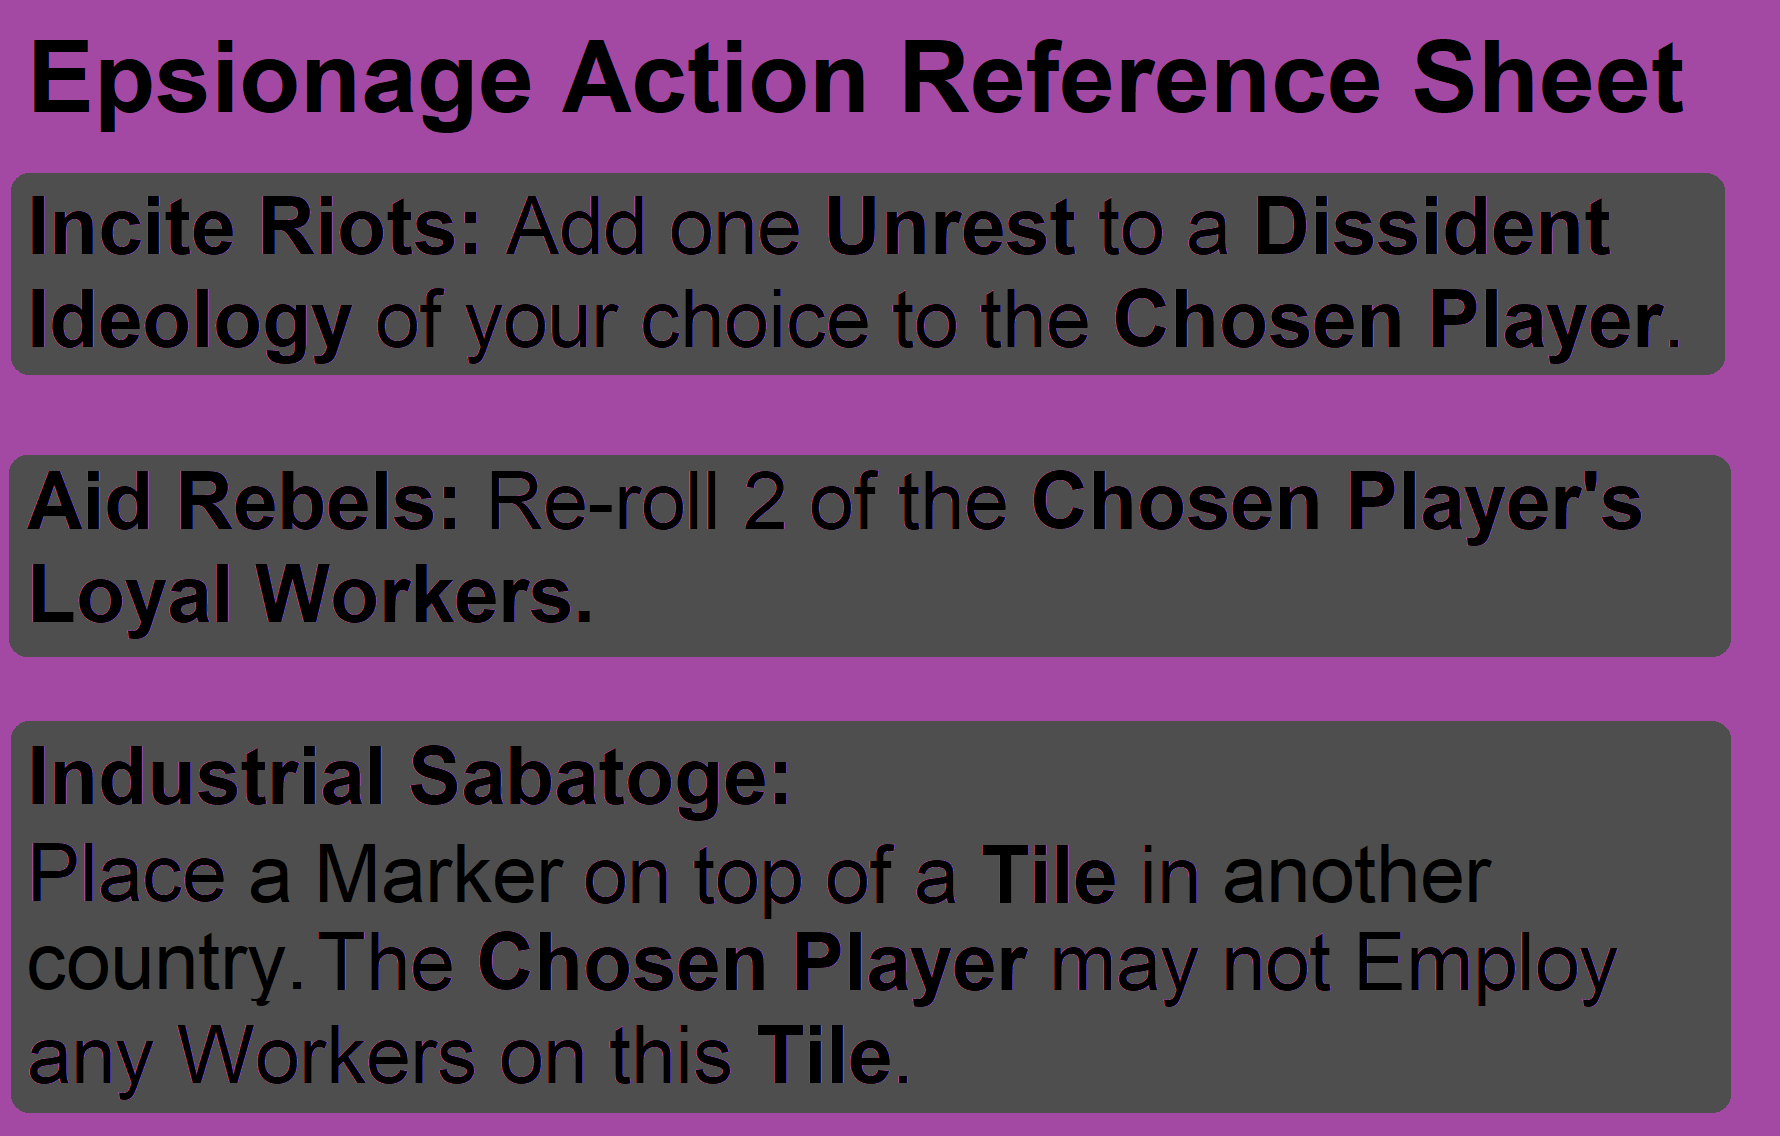 Epsionage Action Reference Sheet
Incite Riots: Add one Unrest to a Dissident
Ideology of your choice to the Chosen Player.
Aid Rebels: Re-roll 2 of the Chosen Player's
Loyal Workers.
Industrial Sabatoge:
Place a Marker on top of a Tile in another
country. The Chosen Player may not Employ
any Workers on this Tile.